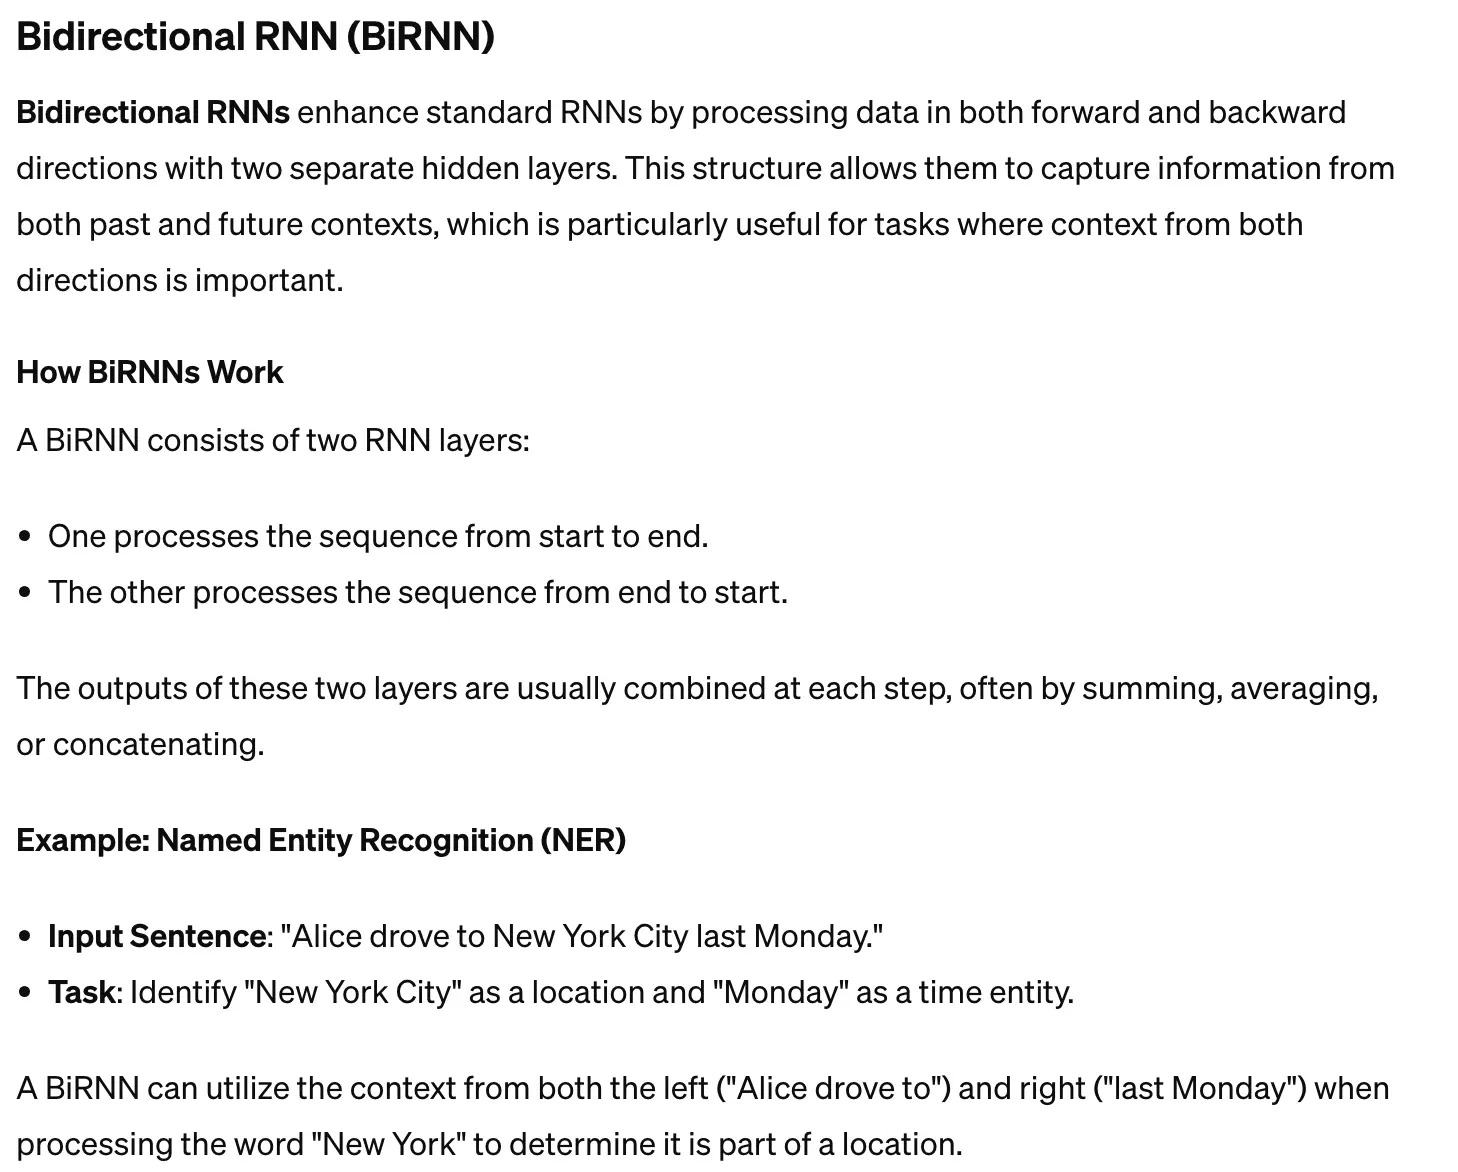 Bidirectional RNN (BiRNN)
Bidirectional RNNs enhance standard RNNs by processing data in both forward and backward
directions with two separate hidden layers. This structure allows them to capture information from
both past and future contexts, which is particularly useful for tasks where context from both
directions is important.
How BiRNNs Work
A BiRNN consists of two RNN layers:
• One processes the sequence from start to end.
• The other processes the sequence from end to start.
The outputs of these two layers are usually combined at each step, often by summing, averaging,
or concatenating.
Example: Named Entity Recognition (NER)
• Input Sentence: "Alice drove to New York City last Monday."
• Task: Identify "New York City" as a location and "Monday" as a time entity.
A BiRNN can utilize the context from both the left ("Alice drove to") and right ("last Monday") when
processing the word "New York" to determine it is part of a location.